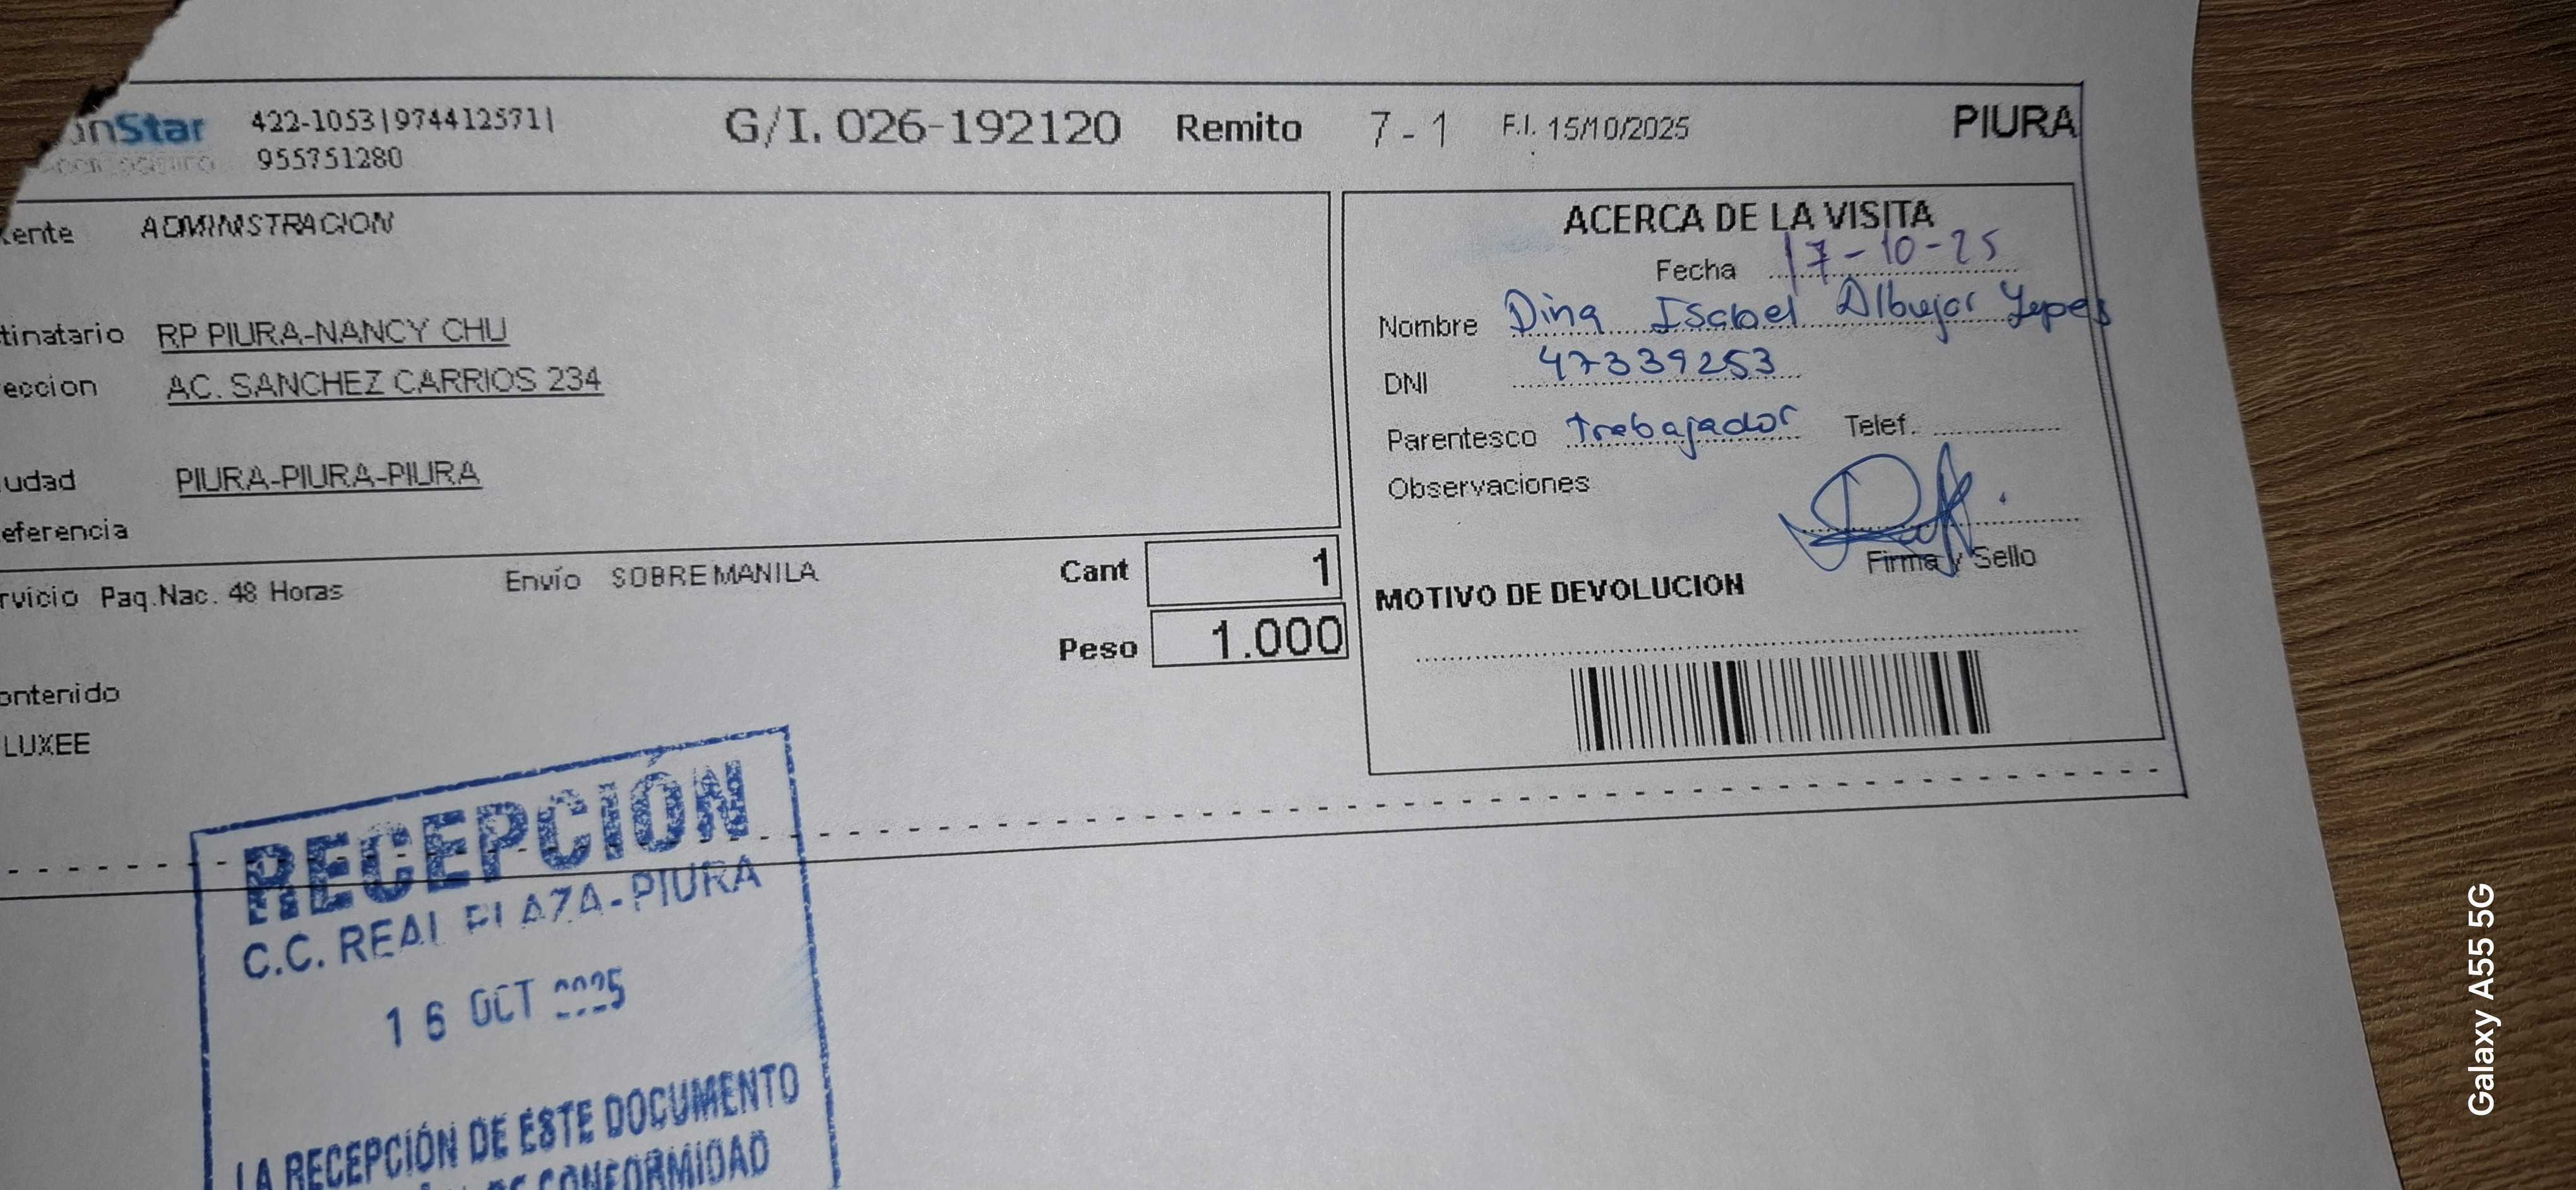 Star 422-1053|974412571| G/I. 026-192120 Remito 7 - 1 F.I. 15/10/2025 PIURA
955751280
ente ADMINISTRACION
tinatario RP PIURA-NANCY CHU
eccion AC. SANCHEZ CARRIOS 234
udad PIURA-PIURA-PIURA
eferencia
rvicio Paq.Nac. 48 Horas Envío SOBRE MANILA Cant 1
Peso 1.000
ontenido
LUXEE
ACERCA DE LA VISITA
Fecha 17-10-25
Nombre Dina Isabel Albujar Yepes
DNI 47339253
Parentesco trabajador Telef.
Observaciones
Firma y Sello
MOTIVO DE DEVOLUCION
RECEPCIÓN
C.C. REAL PLAZA-PIURA
16 OCT 2025
LA RECEPCIÓN DE ESTE DOCUMENTO
DE CONFORMIDAD
Galaxy A55 5G